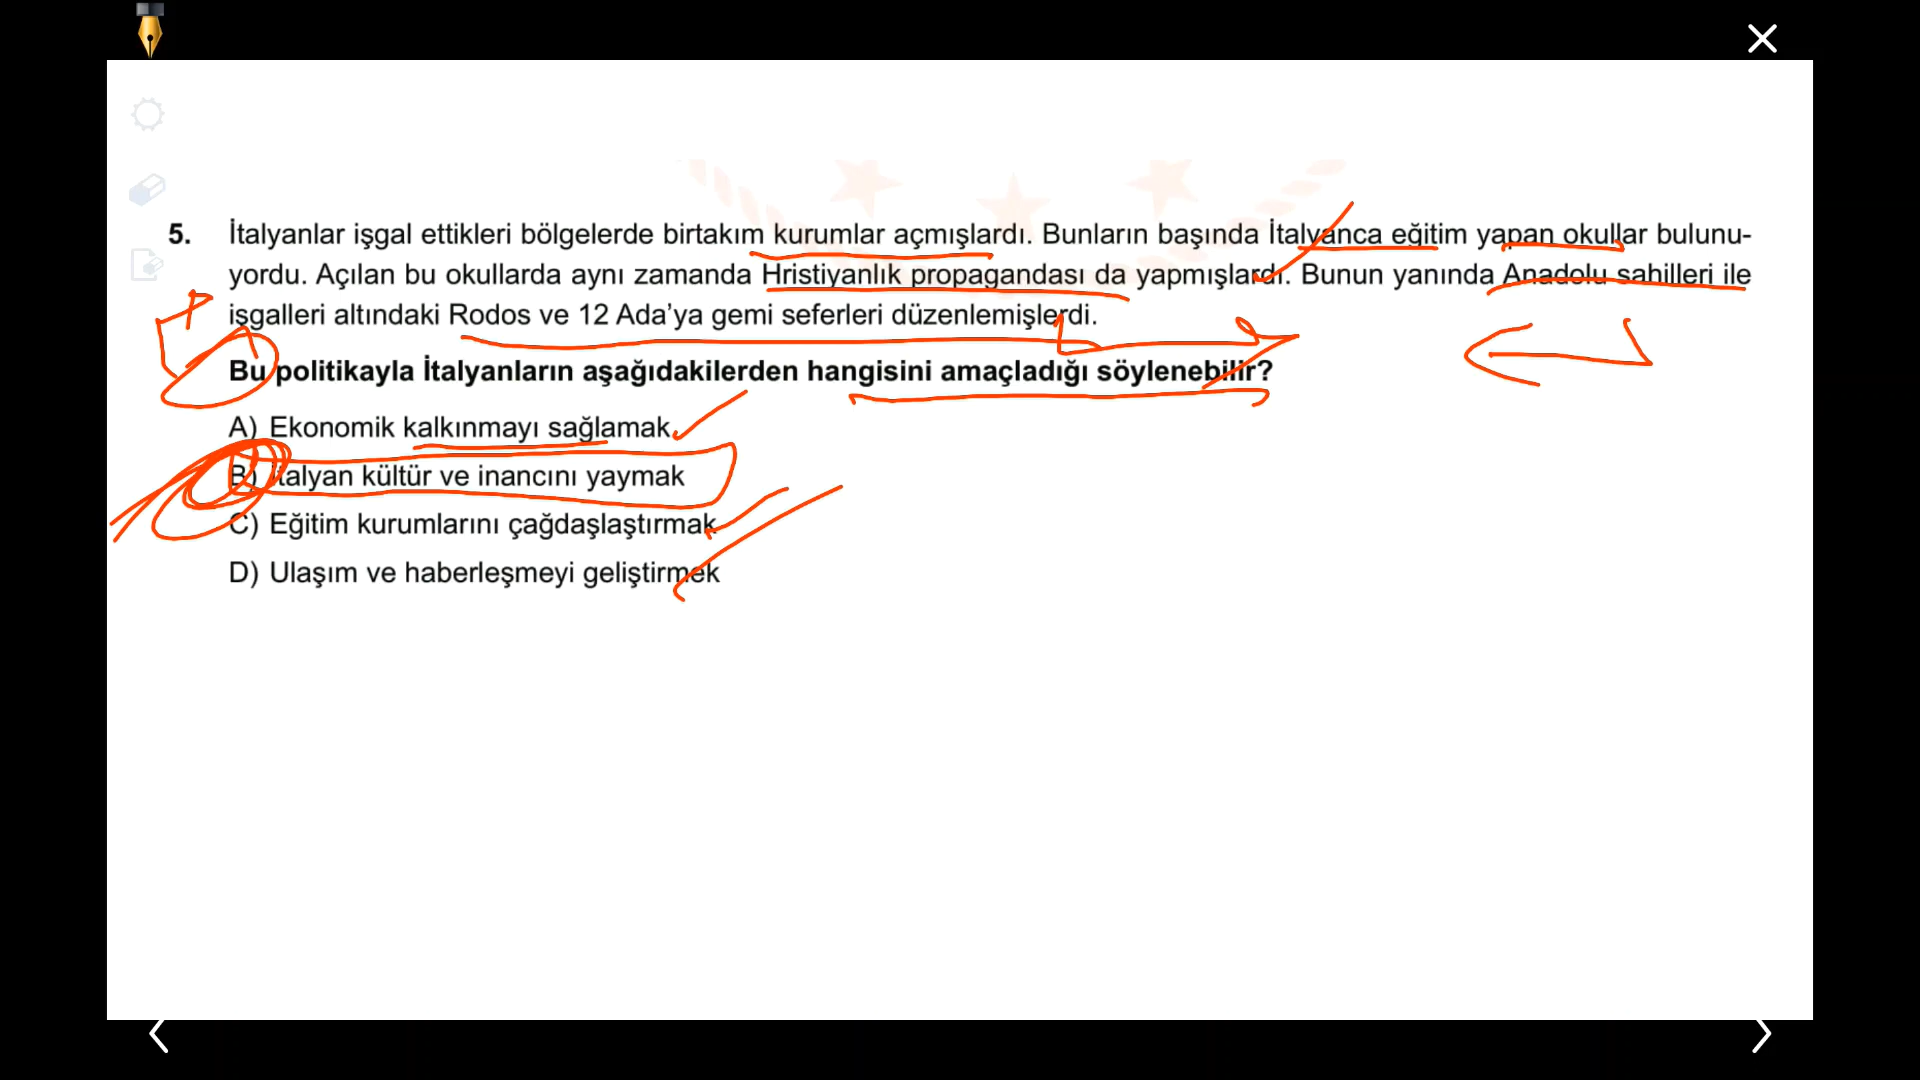 5. İtalyanlar işgal ettikleri bölgelerde birtakım kurumlar açmışlardı. Bunların başında İtalyanca eğitim yapan okullar bulunu-
yordu. Açılan bu okullarda aynı zamanda Hristiyanlık propagandası da yapmışlardı. Bunun yanında Anadolu sahilleri ile
işgalleri altındaki Rodos ve 12 Ada'ya gemi seferleri düzenlemişlerdi.
Bu politikayla İtalyanların aşağıdakilerden hangisini amaçladığı söylenebilir?
A) Ekonomik kalkınmayı sağlamak
B) İtalyan kültür ve inancını yaymak
C) Eğitim kurumlarını çağdaşlaştırmak
D) Ulaşım ve haberleşmeyi geliştirmek